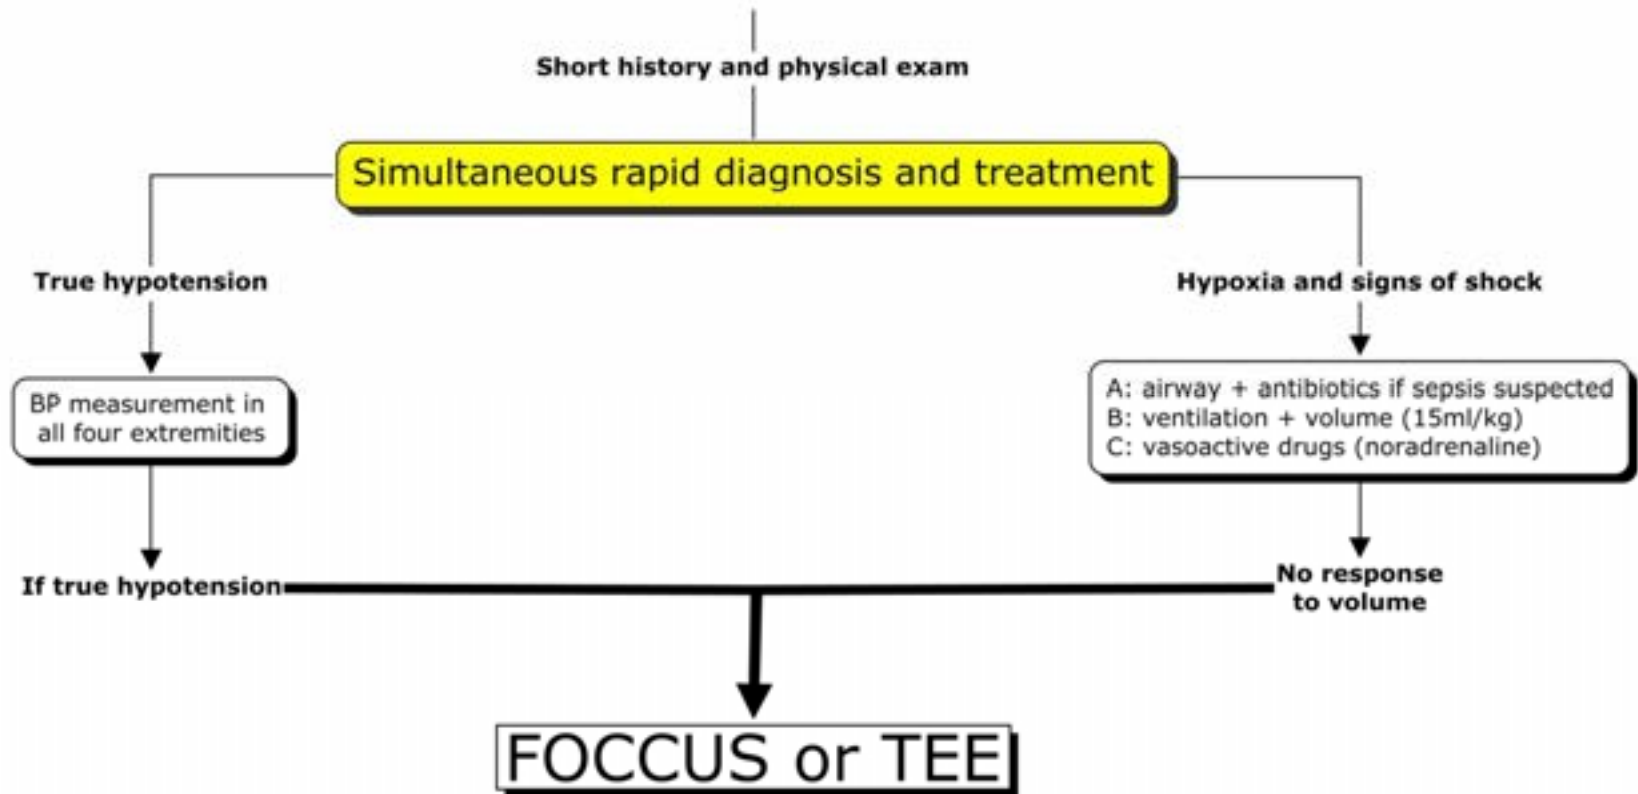 Short history and physical exam
Simultaneous rapid diagnosis and treatment
True hypotension
Hypoxia and signs of shock
BP measurement in
all four extremities
A: airway + antibiotics if sepsis suspected
B: ventilation + volume (15ml/kg)
C: vasoactive drugs (noradrenaline)
If true hypotension
No response
to volume
FOCCUS or TEE